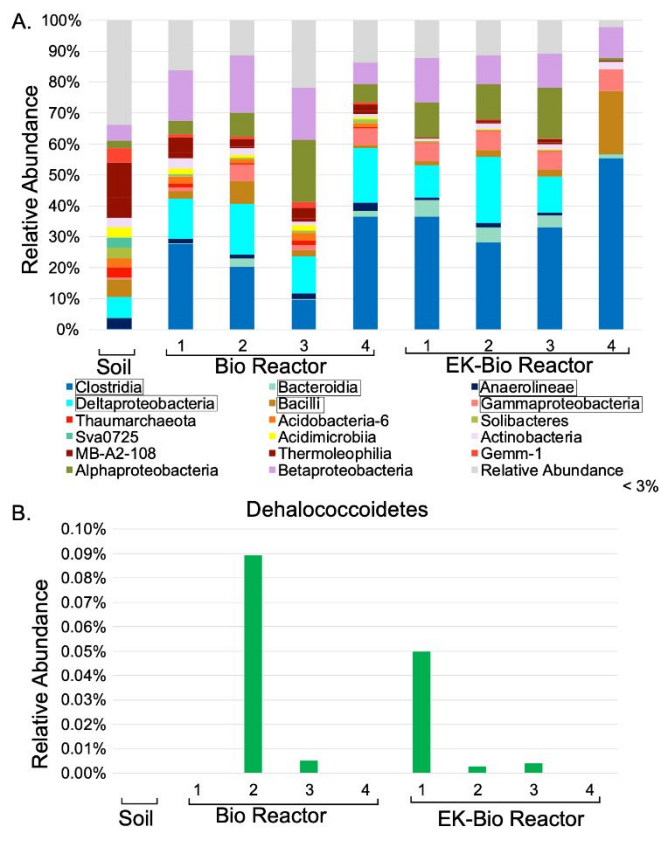 A.
100%
90%
80%
70%
60%
50%
40%
30%
20%
10%
0%
Relative Abundance
1 2 3 4 1 2 3 4
Soil Bio Reactor EK-Bio Reactor
Clostridia Bacteroidia Anaerolineae
Deltaproteobacteria Bacilli Gammaproteobacteria
Thaumarchaeota Acidobacteria-6 Solibacteres
Sva0725 Acidimicrobiia Actinobacteria
MB-A2-108 Thermoleophilia Gemm-1
Alphaproteobacteria Betaproteobacteria Relative Abundance
< 3%
B.
Dehalococcoidetes
0.10%
0.09%
0.08%
0.07%
0.06%
0.05%
0.04%
0.03%
0.02%
0.01%
0.00%
Relative Abundance
1 2 3 4 1 2 3 4
Soil Bio Reactor EK-Bio Reactor